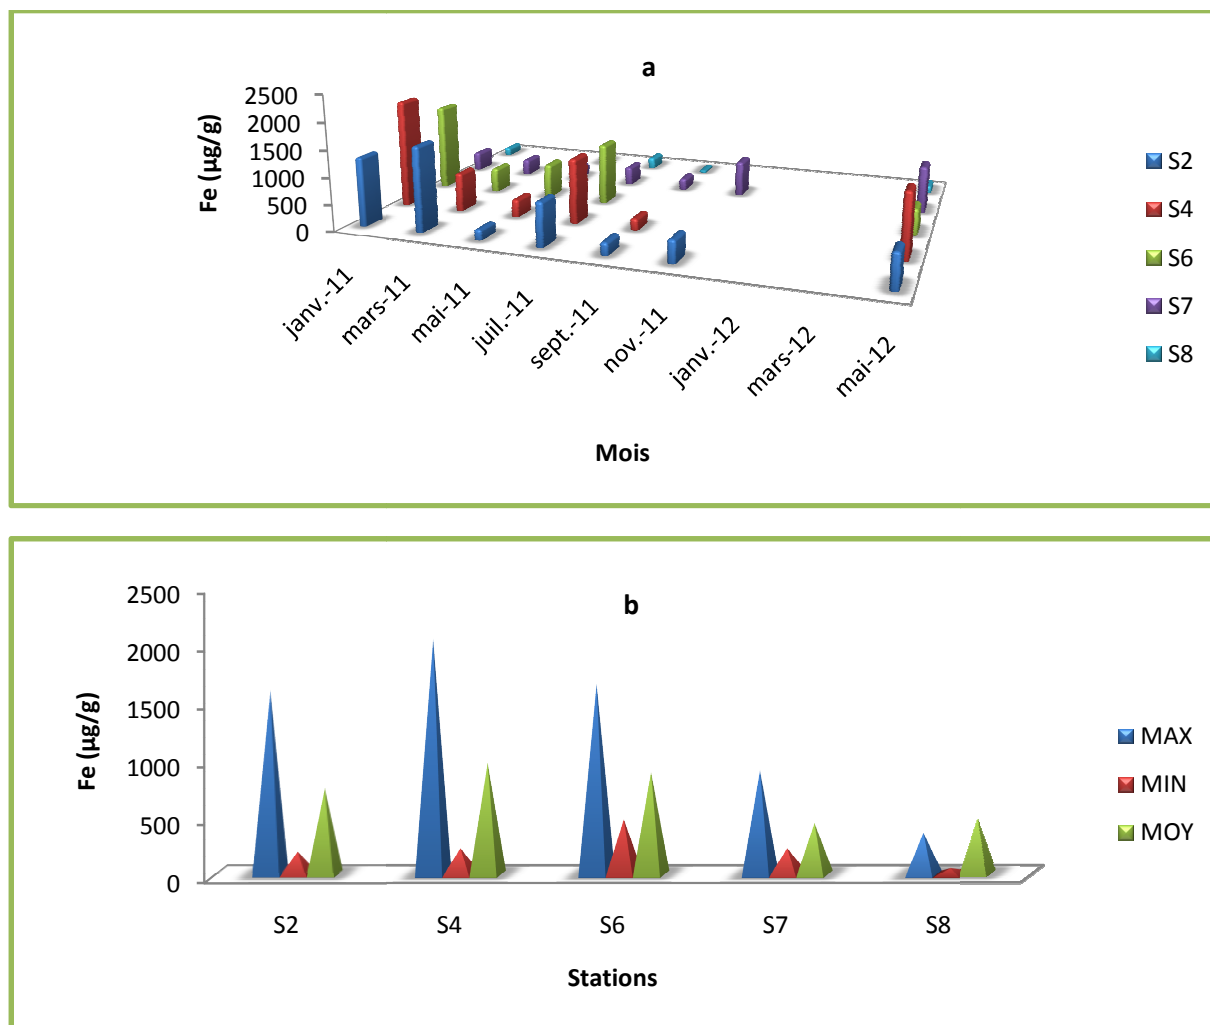 a
Fe (µg/g)
2500
2000
1500
1000
500
0
janv.-11
mars-11
mai-11
juil.-11
sept.-11
nov.-11
janv.-12
mars-12
mai-12
Mois
S2
S4
S6
S7
S8
b
Fe (µg/g)
2500
2000
1500
1000
500
0
S2 S4 S6 S7 S8
Stations
MAX
MIN
MOY